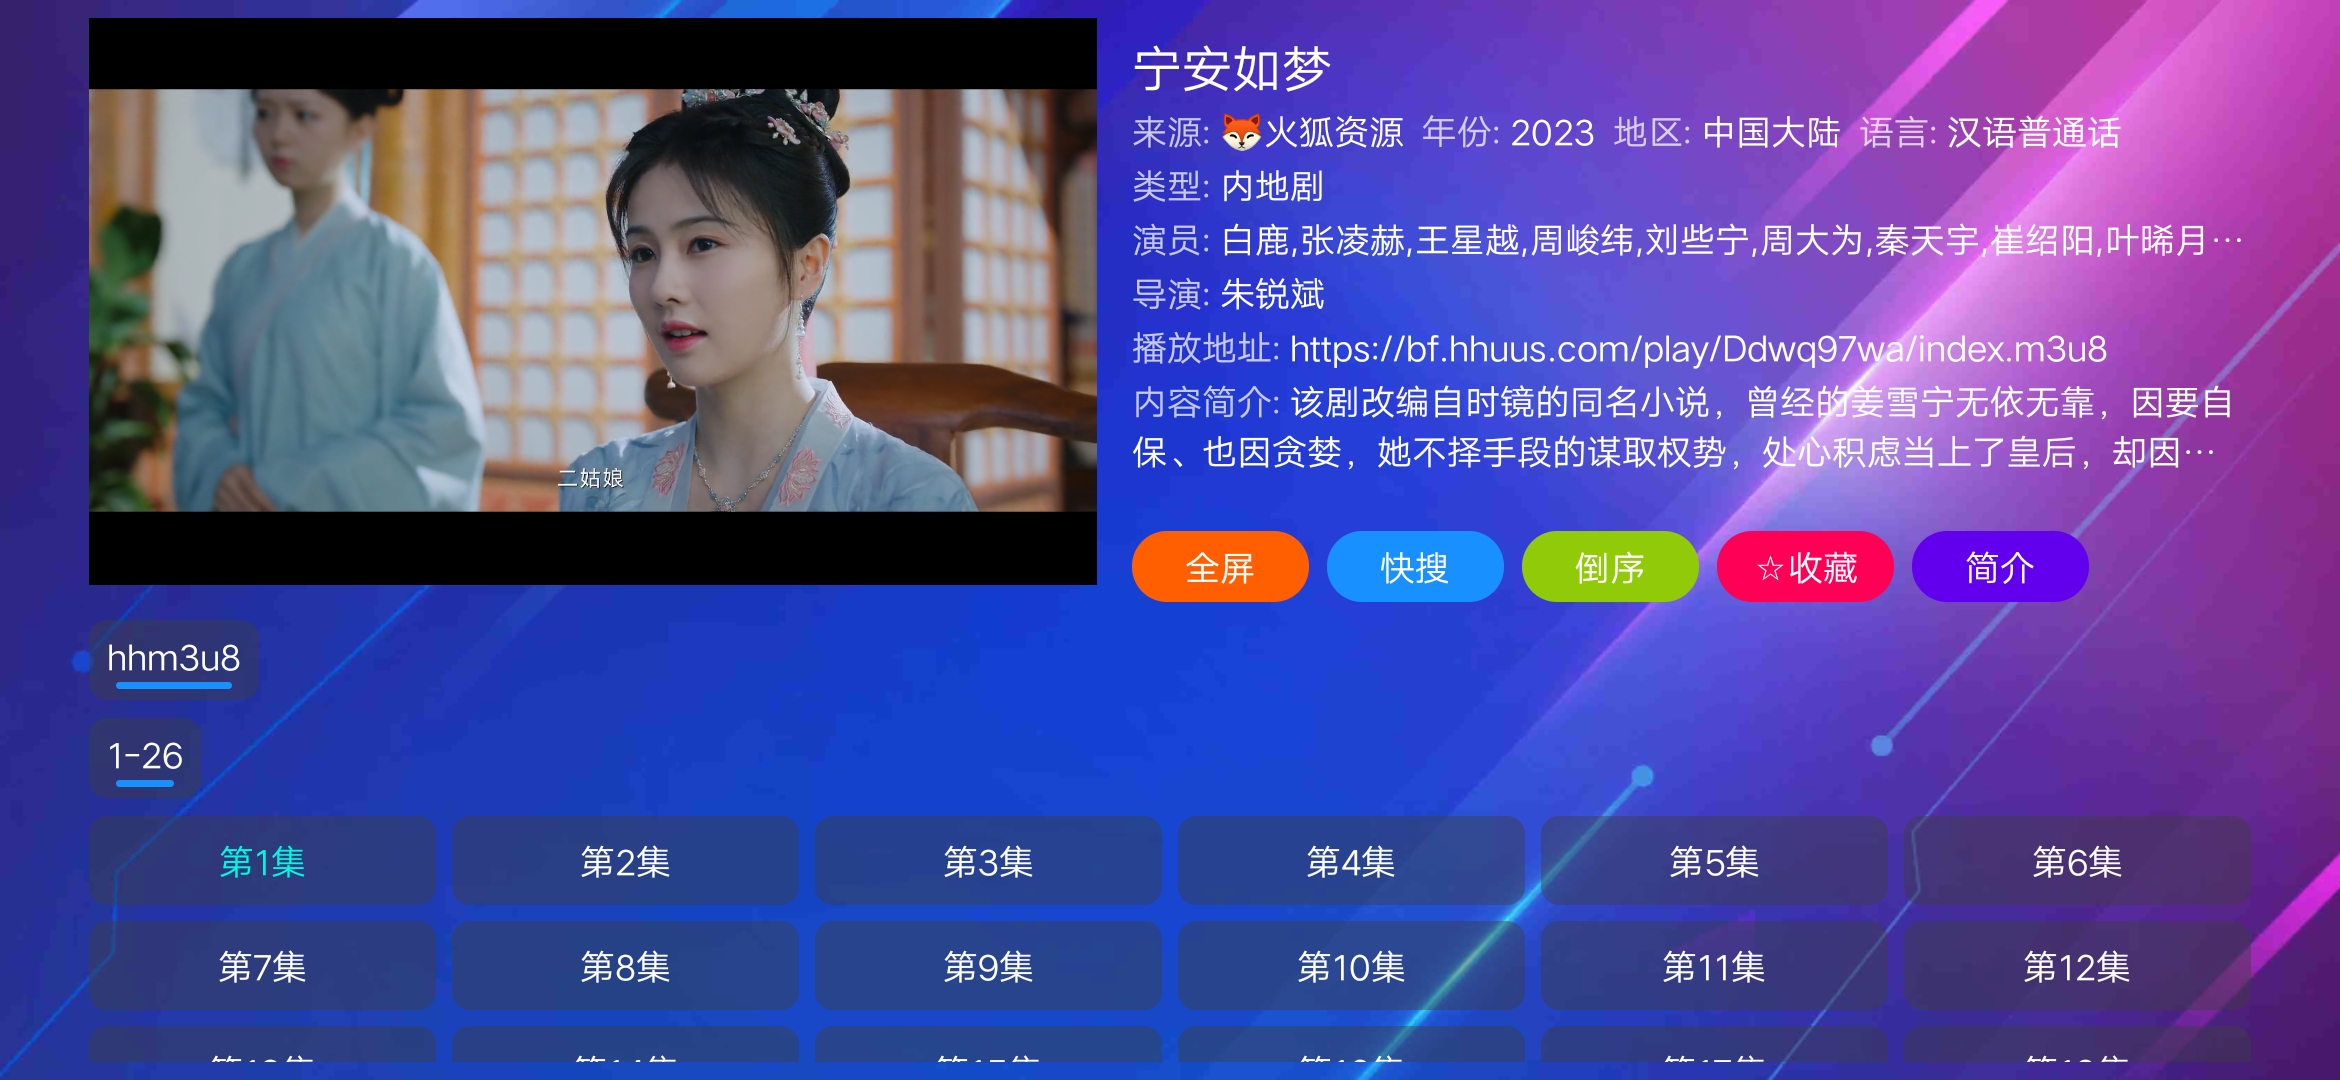 宁安如梦
来源: 🦊火狐资源 年份: 2023 地区: 中国大陆 语言: 汉语普通话
类型: 内地剧
演员: 白鹿,张凌赫,王星越,周峻纬,刘些宁,周大为,秦天宇,崔绍阳,叶晞月…
导演: 朱锐斌
播放地址: https://bf.hhuus.com/play/Ddwq97wa/index.m3u8
内容简介: 该剧改编自时镜的同名小说，曾经的姜雪宁无依无靠，因要自
保、也因贪婪，她不择手段的谋取权势，处心积虑当上了皇后，却因…
二姑娘
全屏 快搜 倒序 ☆收藏 简介
hhm3u8
1-26
第1集 第2集 第3集 第4集 第5集 第6集
第7集 第8集 第9集 第10集 第11集 第12集